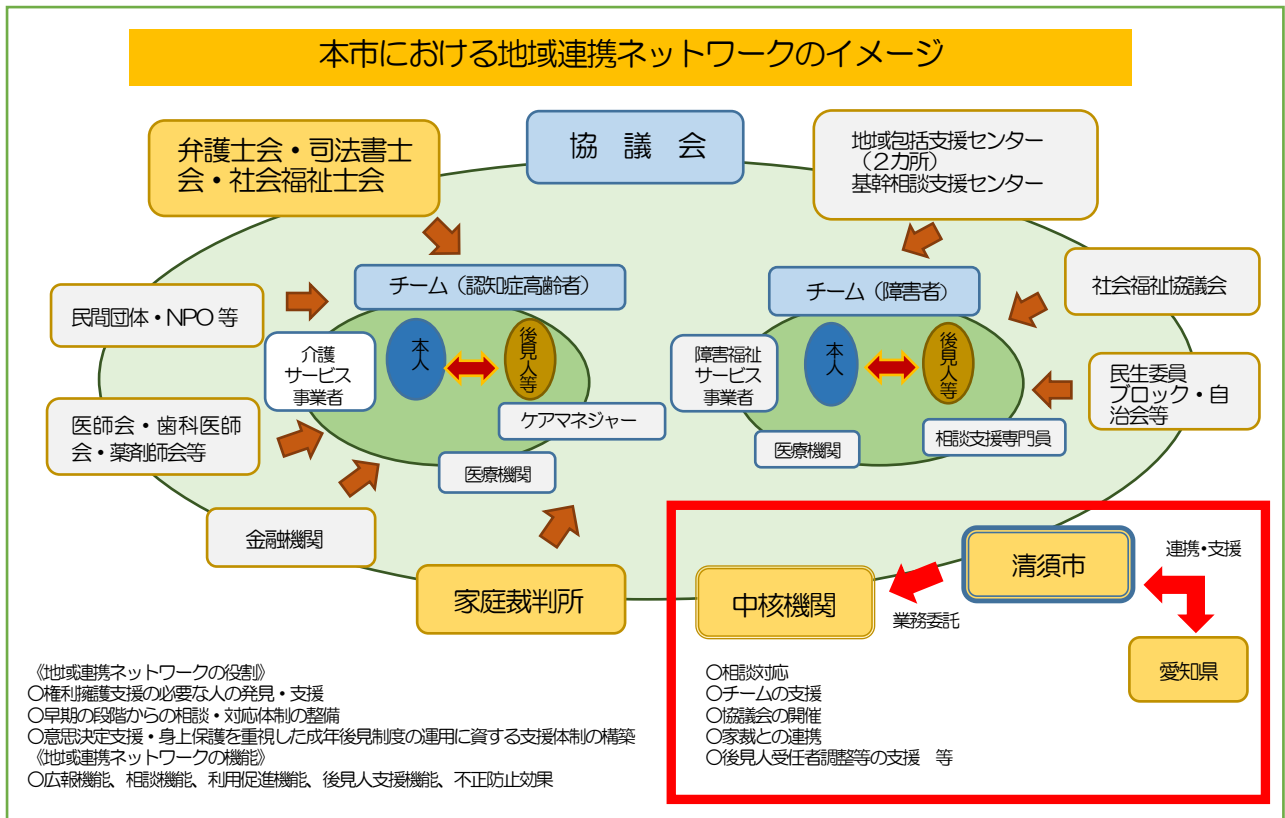 本市における地域連携ネットワークのイメージ
弁護士会・司法書士
会・社会福祉士会
協 議 会
地域包括支援センター
（２カ所）
基幹相談支援センター
チーム（認知症高齢者）
チーム（障害者）
社会福祉協議会
民間団体・NPO 等
介護
サービス
事業者
本人
後見人等
障害福祉
サービス
事業者
本人
後見人等
民生委員
ブロック・自
治会等
医師会・歯科医師
会・薬剤師会等
ケアマネジャー
医療機関
医療機関
相談支援専門員
金融機関
家庭裁判所
中核機関
業務委託
清須市
連携・支援
愛知県
《地域連携ネットワークの役割》
〇権利擁護支援の必要な人の発見・支援
〇早期の段階からの相談・対応体制の整備
〇意思決定支援・身上保護を重視した成年後見制度の運用に資する支援体制の構築
《地域連携ネットワークの機能》
〇広報機能、相談機能、利用促進機能、後見人支援機能、不正防止効果
〇相談対応
〇チームの支援
〇協議会の開催
〇家裁との連携
〇後見人受任者調整等の支援　等